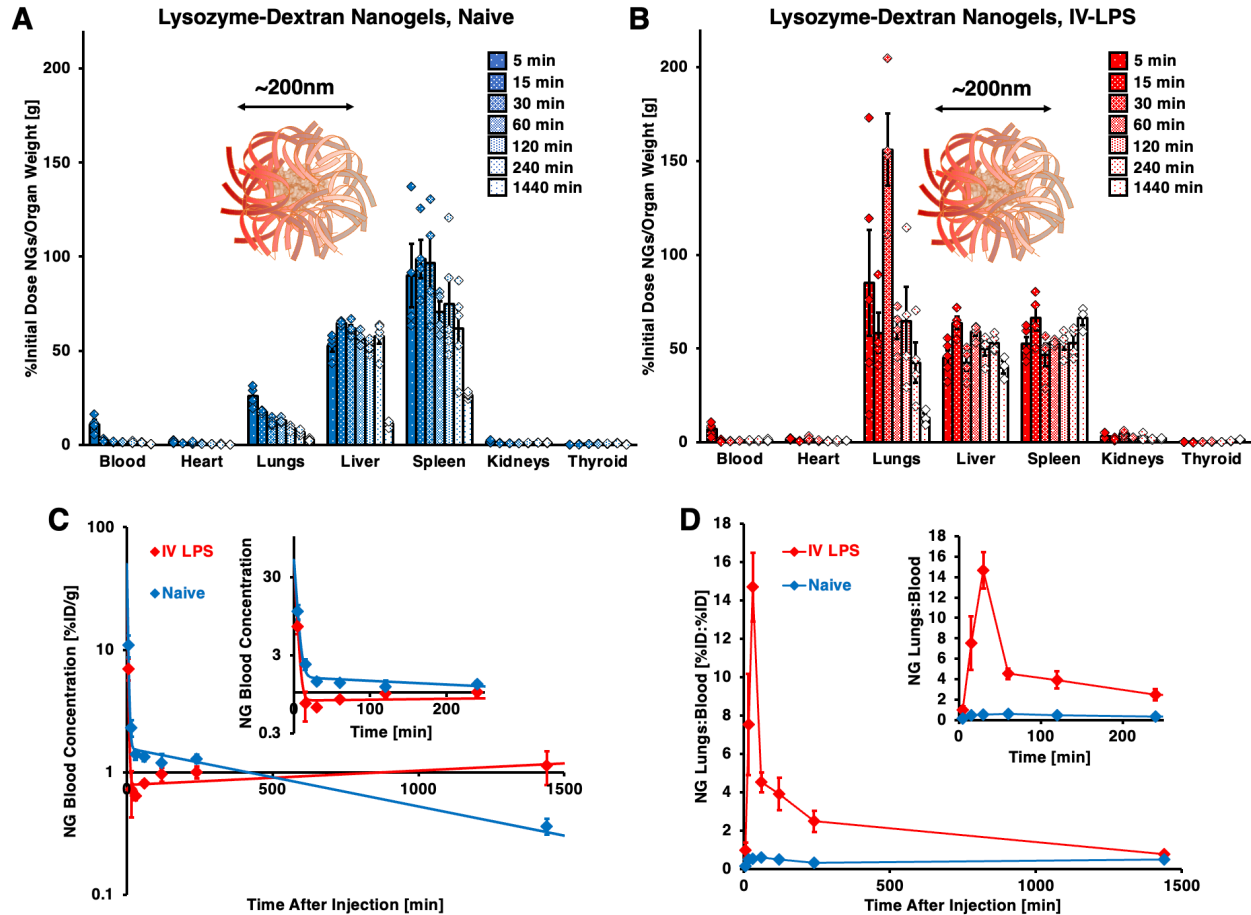 A
Lysozyme-Dextran Nanogels, Naive
%Initial Dose NGs/Organ Weight [g]
200
150
100
50
0
~200nm
5 min
15 min
30 min
60 min
120 min
240 min
1440 min
Blood Heart Lungs Liver Spleen Kidneys Thyroid
B
Lysozyme-Dextran Nanogels, IV-LPS
%Initial Dose NGs/Organ Weight [g]
200
150
100
50
0
~200nm
5 min
15 min
30 min
60 min
120 min
240 min
1440 min
Blood Heart Lungs Liver Spleen Kidneys Thyroid
C
NG Blood Concentration [%ID/g]
100
10
1
0.1
0 500 1000 1500
Time After Injection [min]
IV LPS
Naive
NG Blood Concentration
30
3
0.3
0 100 200
Time [min]
D
NG Lungs:Blood [%ID:%ID]
18
16
14
12
10
8
6
4
2
0
0 500 1000 1500
Time After Injection [min]
IV LPS
Naive
NG Lungs:Blood
18
16
14
12
10
8
6
4
2
0
0 100 200
Time [min]